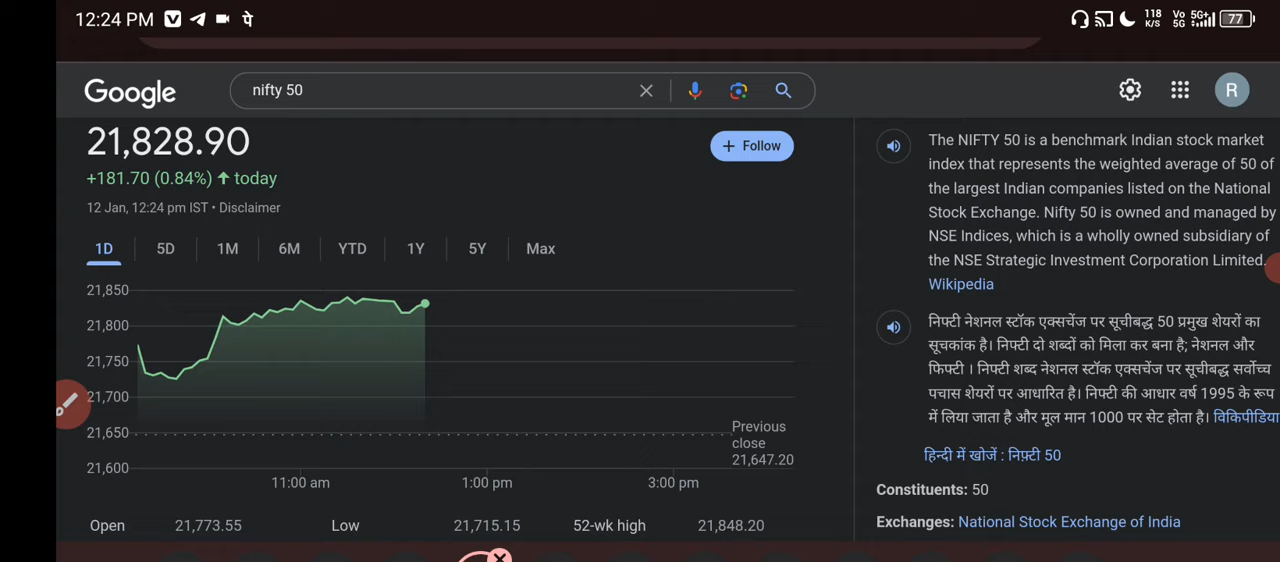 12:24 PM पे 118 K/S Vo 5G 5G+ 77
Google nifty 50 R
21,828.90
+ Follow
+181.70 (0.84%) ↑ today
12 Jan, 12:24 pm IST • Disclaimer
1D 5D 1M 6M YTD 1Y 5Y Max
21,850
21,800
21,750
21,700
21,650
21,600
Previous
close
21,647.20
11:00 am 1:00 pm 3:00 pm
Open 21,773.55 Low 21,715.15 52-wk high 21,848.20
The NIFTY 50 is a benchmark Indian stock market
index that represents the weighted average of 50 of
the largest Indian companies listed on the National
Stock Exchange. Nifty 50 is owned and managed by
NSE Indices, which is a wholly owned subsidiary of
the NSE Strategic Investment Corporation Limited.
Wikipedia
निफ्टी नेशनल स्टॉक एक्सचेंज पर सूचीबद्ध 50 प्रमुख शेयरों का
सूचकांक है। निफ्टी दो शब्दों को मिला कर बना है; नेशनल और
फिफ्टी । निफ्टी शब्द नेशनल स्टॉक एक्सचेंज पर सूचीबद्ध सर्वोच्च
पचास शेयरों पर आधारित है। निफ्टी की आधार वर्ष 1995 के रूप
में लिया जाता है और मूल मान 1000 पर सेट होता है। विकिपीडिया
हिन्दी में खोजें : निफ़्टी 50
Constituents: 50
Exchanges: National Stock Exchange of India